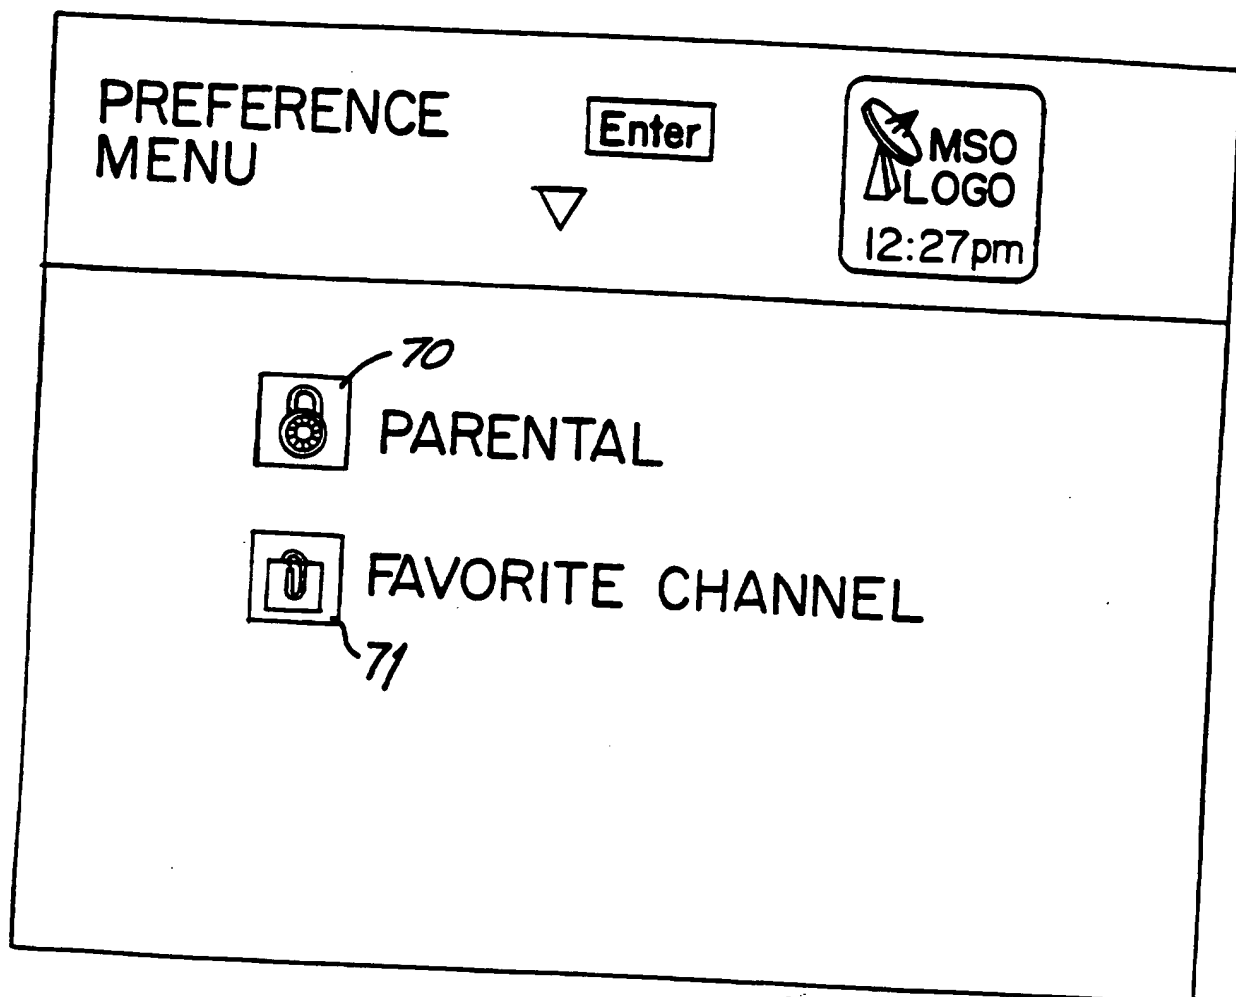 PREFERENCE
MENU
Enter
MSO
LOGO
12:27pm
70
PARENTAL
FAVORITE CHANNEL
71